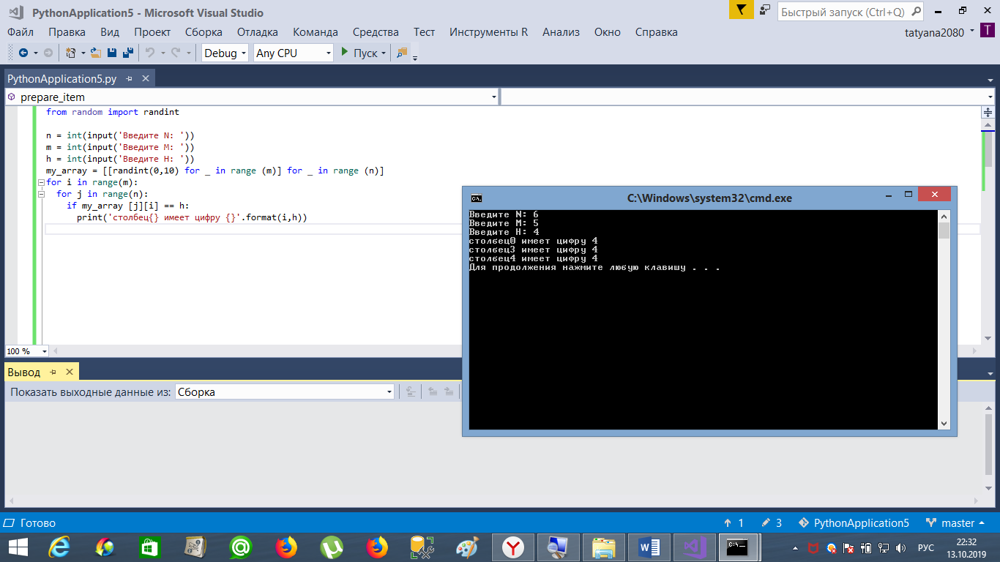 PythonApplication5 - Microsoft Visual Studio
Быстрый запуск (Ctrl+Q)
Файл Правка Вид Проект Сборка Отладка Команда Средства Тест Инструменты R Анализ Окно Справка
tatyana2080 T
Debug Any CPU Пуск
PythonApplication5.py
prepare_item
from random import randint
n = int(input('Введите N: '))
m = int(input('Введите M: '))
h = int(input('Введите H: '))
my_array = [[randint(0,10) for _ in range (m)] for _ in range (n)]
for i in range(m):
for j in range(n):
if my_array [j][i] == h:
print('столбец{} имеет цифру {}'.format(i,h))
100 %
C:\Windows\system32\cmd.exe
Введите N: 6
Введите M: 5
Введите H: 4
столбец0 имеет цифру 4
столбец3 имеет цифру 4
столбец4 имеет цифру 4
Для продолжения нажмите любую клавишу . . .
Вывод
Показать выходные данные из: Сборка
Готово
1 3 PythonApplication5 master
РУС
22:32
13.10.2019